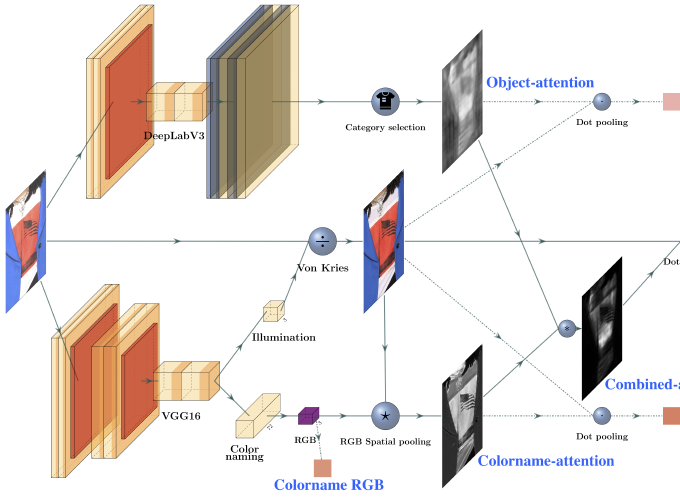 Object-attention
DeepLabV3
Category selection
Dot pooling
Von Kries
Dot
Illumination
Combined-a
VGG16
Color
naming
RGB
RGB Spatial pooling
Dot pooling
Colorname-attention
Colorname RGB